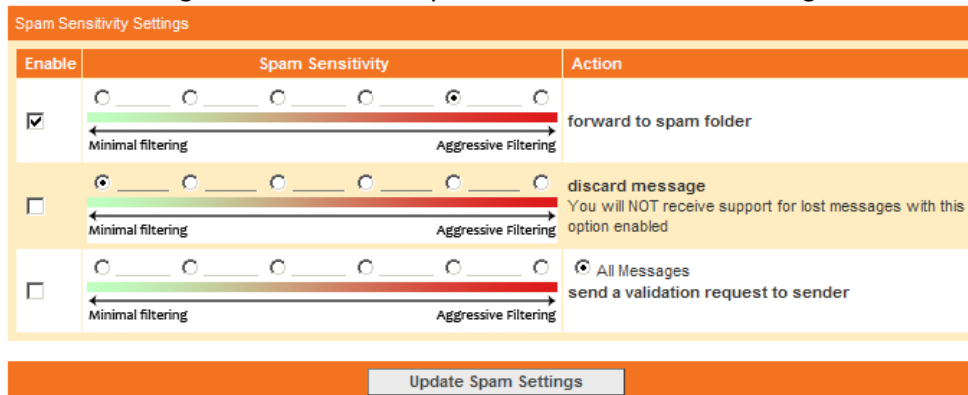 Spam Sensitivity Settings
Enable Spam Sensitivity Action
forward to spam folder
Minimal filtering Aggressive Filtering
discard message
You will NOT receive support for lost messages with this
option enabled
Minimal filtering Aggressive Filtering
All Messages
send a validation request to sender
Minimal filtering Aggressive Filtering
Update Spam Settings